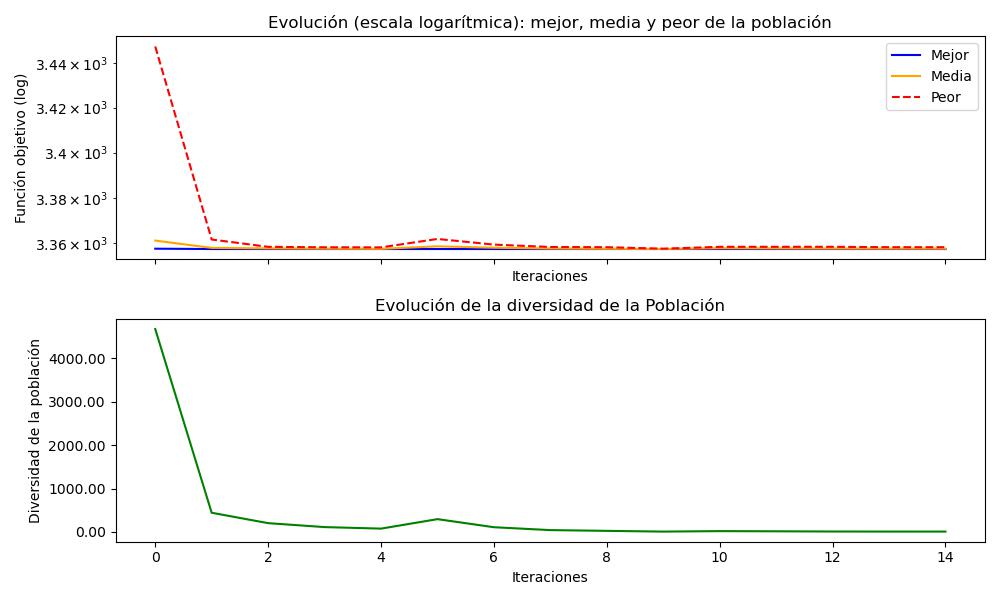 Evolución (escala logarítmica): mejor, media y peor de la población
Función objetivo (log)
3.44 × 10³
3.42 × 10³
3.4 × 10³
3.38 × 10³
3.36 × 10³
Mejor
Media
Peor
Iteraciones
Evolución de la diversidad de la Población
Diversidad de la población
4000.00
3000.00
2000.00
1000.00
0.00
0 2 4 6 8 10 12 14
Iteraciones